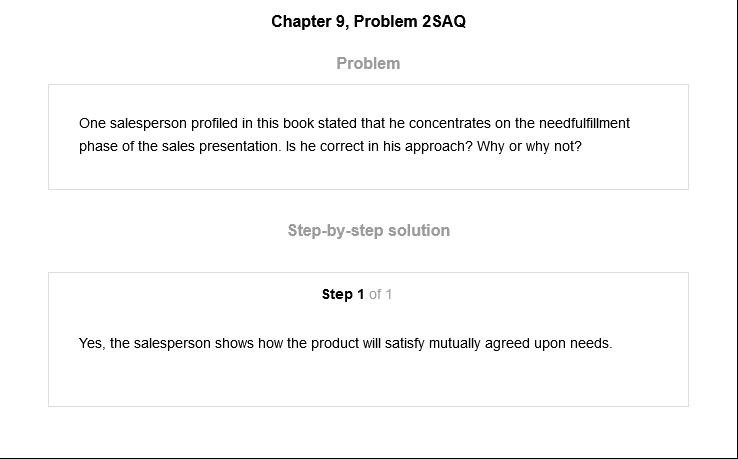 Chapter 9, Problem 2SAQ
Problem
One salesperson profiled in this book stated that he concentrates on the needfulfillment
phase of the sales presentation. Is he correct in his approach? Why or why not?
Step-by-step solution
Step 1 of 1
Yes, the salesperson shows how the product will satisfy mutually agreed upon needs.